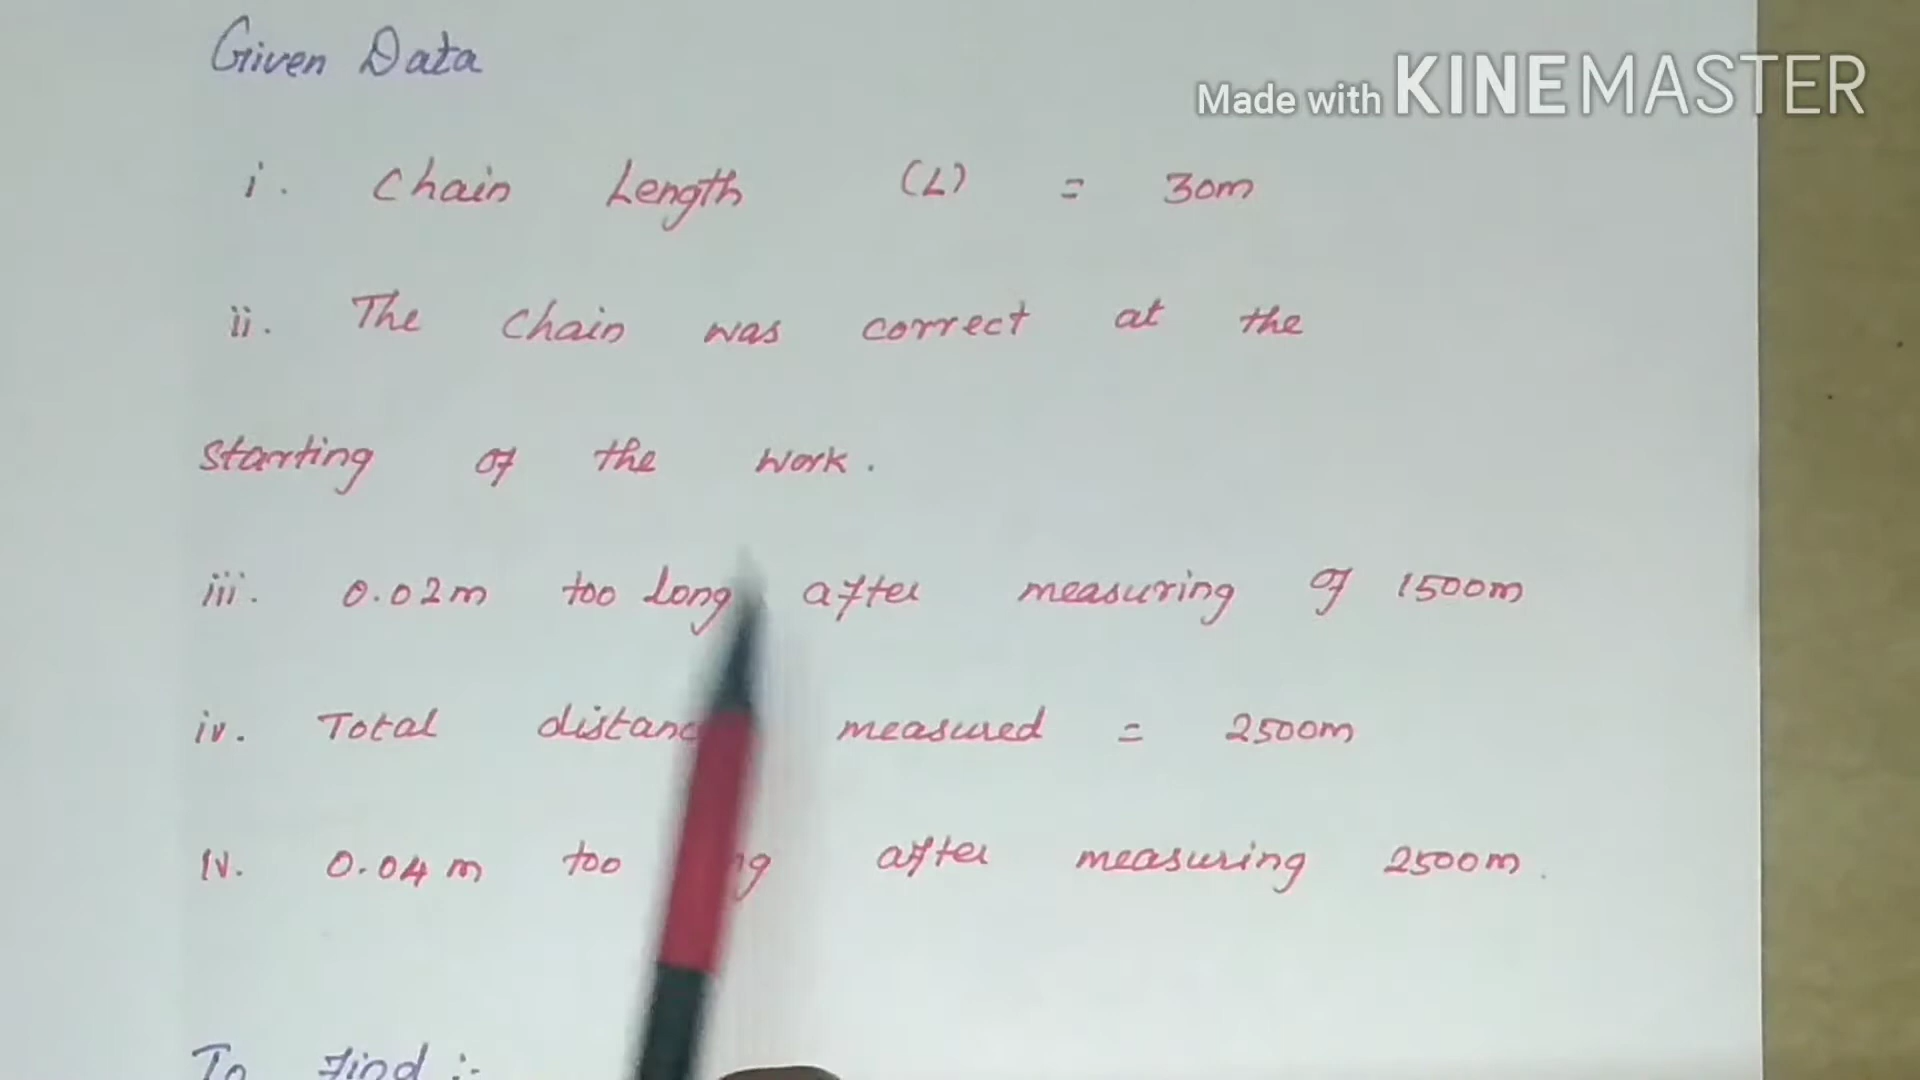 Given Data
Made with KINEMASTER
i. Chain Length (L) = 30m
ii. The chain was correct at the
starting of the work.
iii. 0.02m too long after measuring of 1500m
iv. Total measured = 2500m
IV. 0.04m too after measuring 2500m.
To find :-